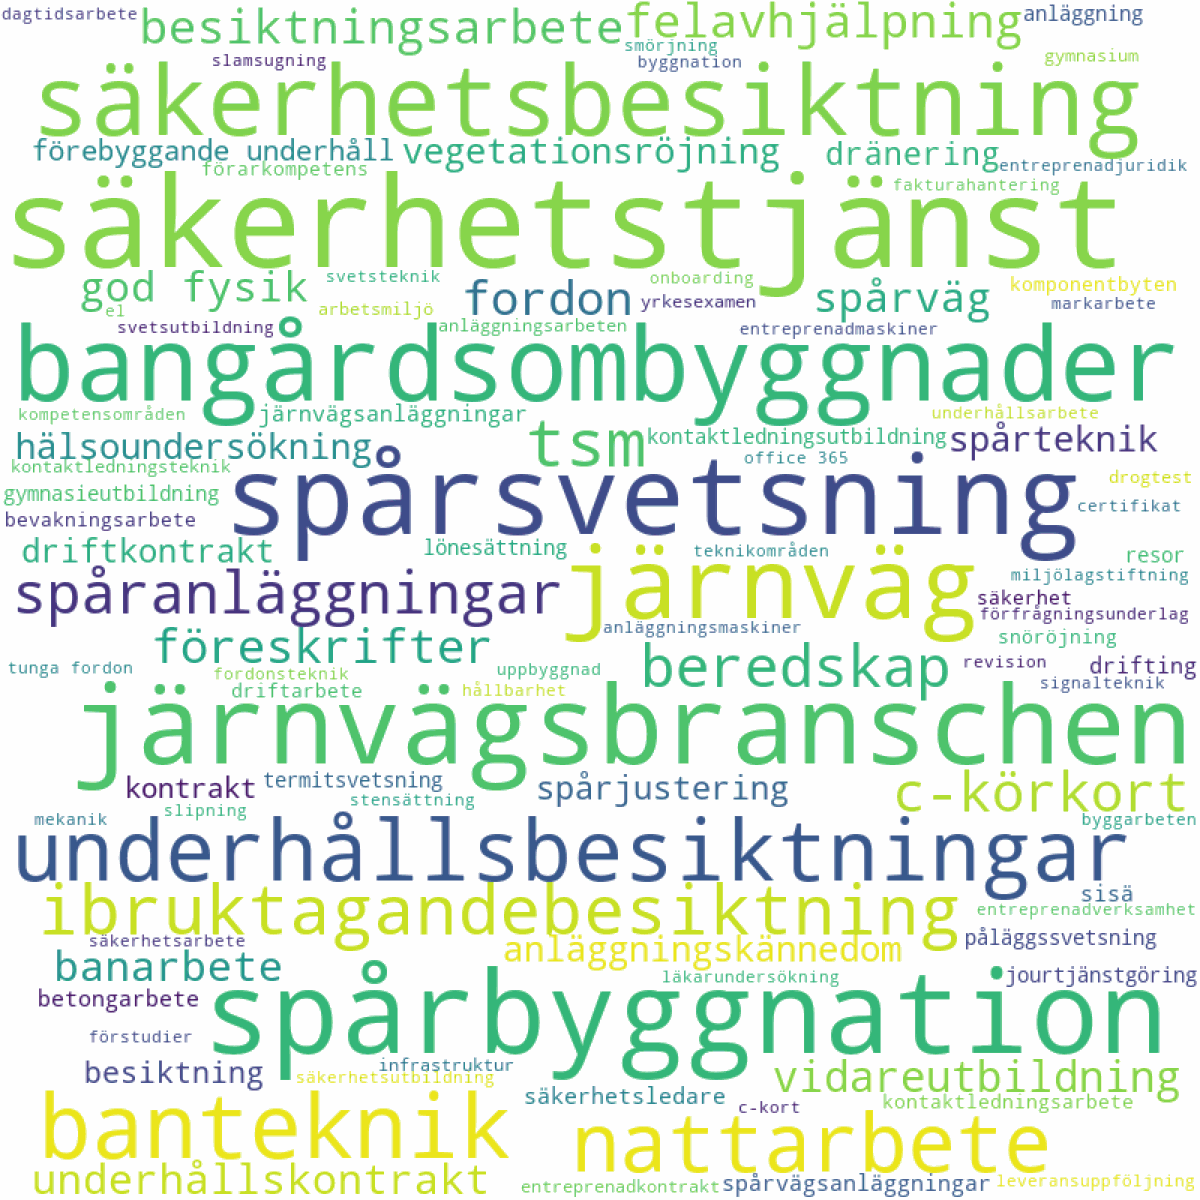 dagtidsarbete
besiktningsarbete
felavhjälpning
anläggning
smörjning
slamsugning
byggnation
gymnasium
säkerhetsbesiktning
förebyggande underhåll
vegetationsröjning
dränering
entreprenadjuridik
förarkompetens
fakturahantering
säkerhetstjänst
god fysik
svetsteknik
fordon
onboarding
yrkesexamen
spårväg
komponentbyten
markarbete
el
arbetsmiljö
svetsutbildning
anläggningsarbeten
entreprenadmaskiner
bangårdsombyggnader
kompetensområden
järnvägsanläggningar
underhållsarbete
hälsoundersökning
tsm
kontaktledningsutbildning
spårteknik
office 365
kontaktledningsteknik
drogtest
gymnasieutbildning
spårsvetsning
certifikat
bevakningsarbete
driftkontrakt
lönesättning
teknikområden
resor
järnväg
miljölagstiftning
spåranläggningar
säkerhet
förfrågningsunderlag
anläggningsmaskiner
snöröjning
föreskrifter
tunga fordon
fordonsteknik
uppbyggnad
beredskap
revision
drifting
driftarbete
hållbarhet
signalteknik
järnvägsbranschen
kontrakt
termitsvetsning
spårjustering
c-körkort
stensättning
slipning
mekanik
byggarbeten
underhållsbesiktningar
sisä
ibruktagandebesiktning
entreprenadverksamhet
säkerhetsarbete
anläggningskännedom
påläggssvetsning
banarbete
läkarundersökning
jourtjänstgöring
betongarbete
spårbyggnation
förstudier
besiktning
infrastruktur
säkerhetsutbildning
vidareutbildning
banteknik
säkerhetsledare
c-kort
kontaktledningsarbete
nattarbete
underhållskontrakt
entreprenadkontrakt
spårvägsanläggningar
leveransuppföljning